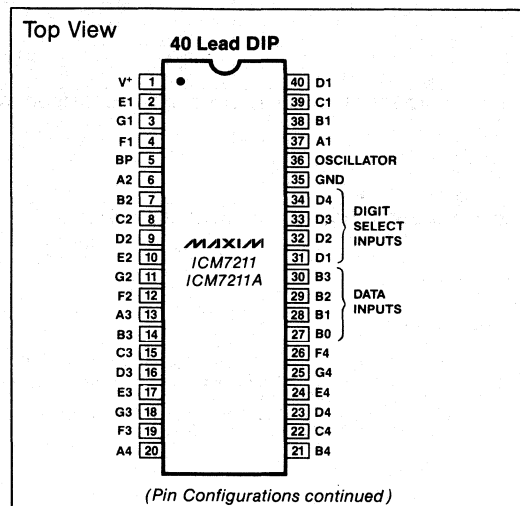 Top View
40 Lead DIP
V+ 1 40 D1
E1 2 39 C1
G1 3 38 B1
F1 4 37 A1
BP 5 36 OSCILLATOR
A2 6 35 GND
B2 7 34 D4
C2 8 33 D3
D2 9 32 D2
E2 10 31 D1
DIGIT
SELECT
INPUTS
G2 11 30 B3
F2 12 29 B2
A3 13 28 B1
B3 14 27 B0
DATA
INPUTS
MAXIM
ICM7211
ICM7211A
C3 15 26 F4
D3 16 25 G4
E3 17 24 E4
G3 18 23 D4
F3 19 22 C4
A4 20 21 B4
(Pin Configurations continued)